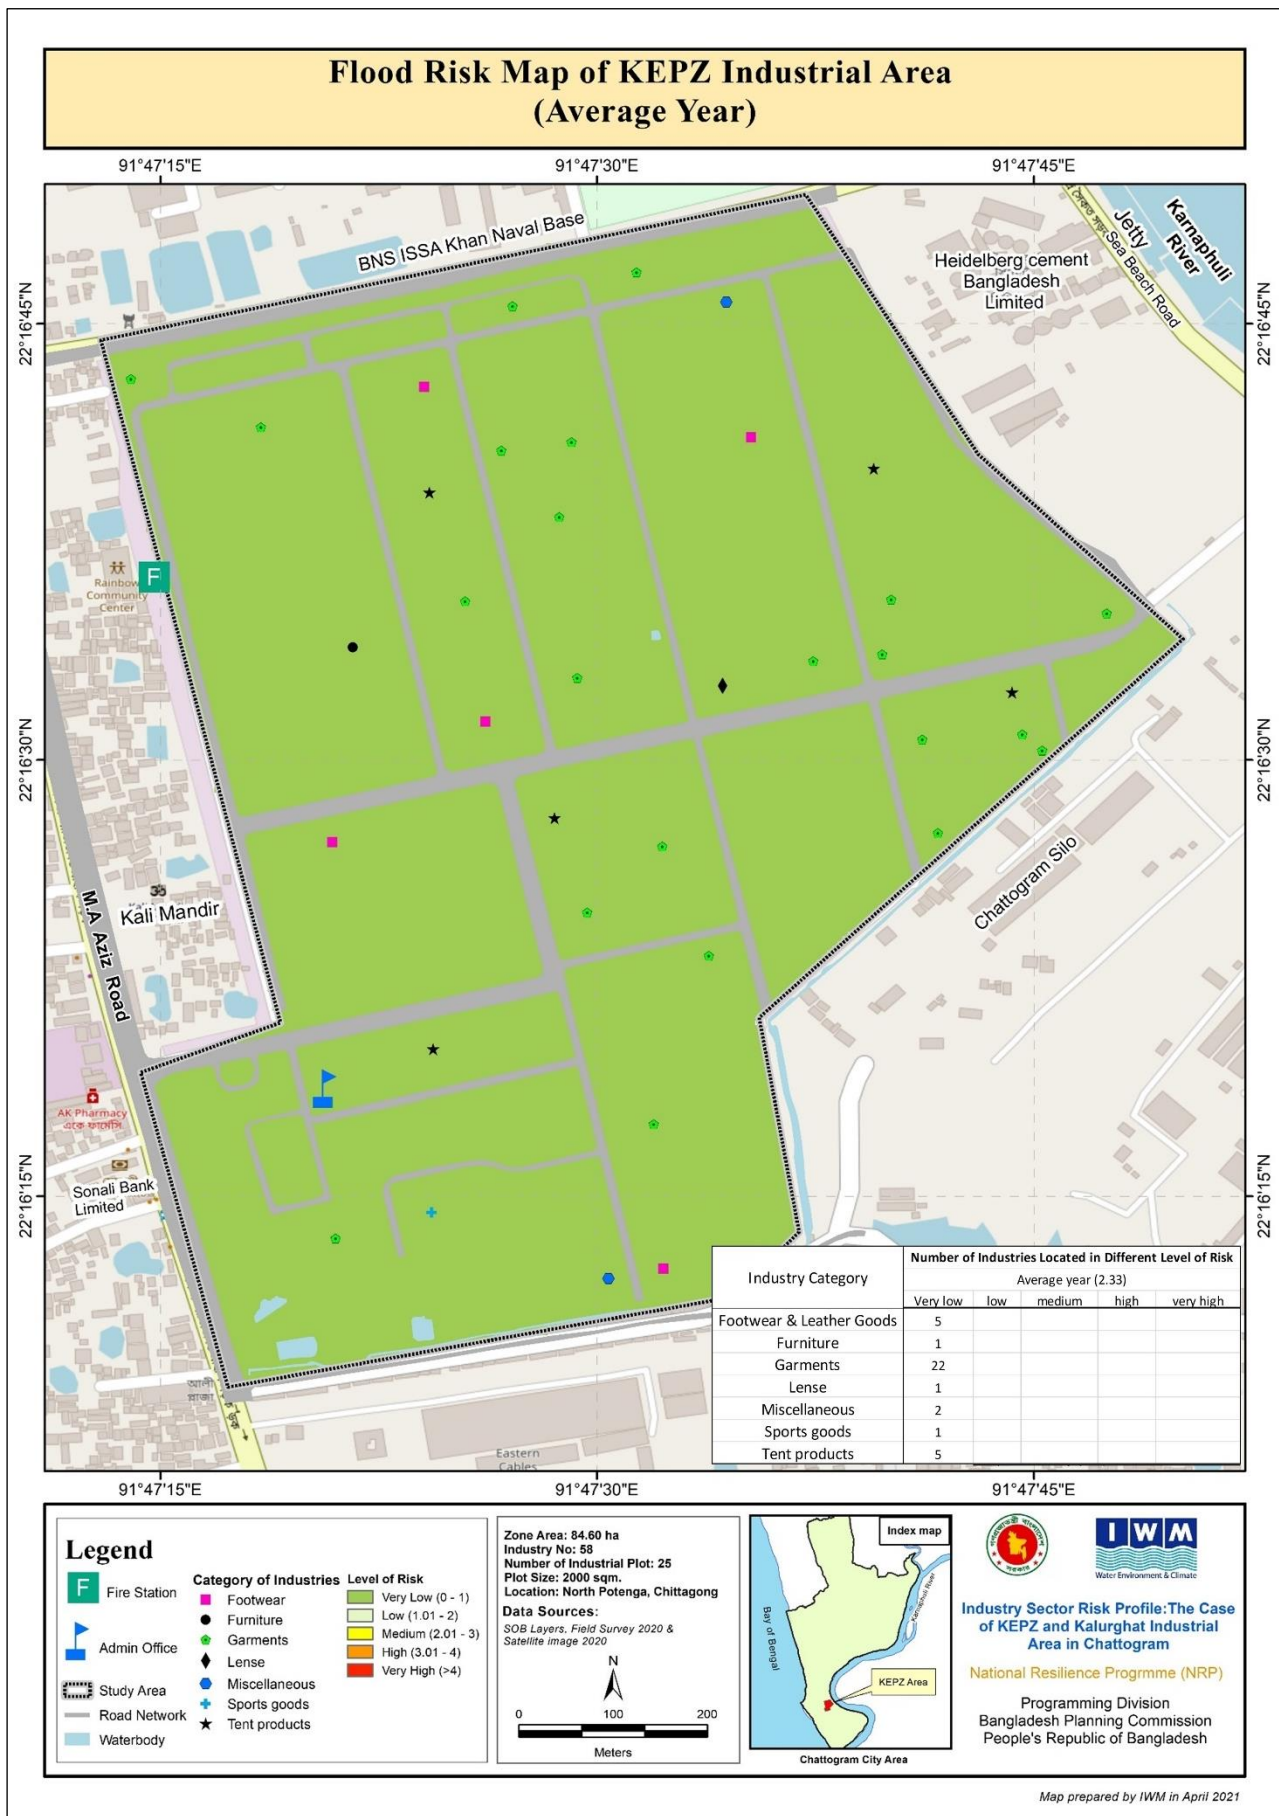 Flood Risk Map of KEPZ Industrial Area
(Average Year)
91°47'15"E
91°47'30"E
91°47'45"E
22°16'45"N
22°16'30"N
22°16'15"N
BNS ISSA Khan Naval Base
Heidelberg cement
Bangladesh
Limited
Jetty
Sea Beach Road
Karnaphuli
River
22°16'45"N
22°16'30"N
22°16'15"N
F
Rainbow
Community
Center
Kali Mandir
M.A Aziz Road
Chattogram Silo
AK Pharmacy
একে ফার্মেসি
Sonali Bank
Limited
আলী
প্লাজা
Eastern
Cables
Industry Category
Number of Industries Located in Different Level of Risk
Average year (2.33)
Very low low medium high very high
Footwear & Leather Goods 5
Furniture 1
Garments 22
Lense 1
Miscellaneous 2
Sports goods 1
Tent products 5
91°47'15"E
91°47'30"E
91°47'45"E
Legend
F Fire Station
Admin Office
Study Area
Road Network
Waterbody
Category of Industries
Footwear
Furniture
Garments
Lense
Miscellaneous
Sports goods
Tent products
Level of Risk
Very Low (0 - 1)
Low (1.01 - 2)
Medium (2.01 - 3)
High (3.01 - 4)
Very High (>4)
Zone Area: 84.60 ha
Industry No: 58
Number of Industrial Plot: 25
Plot Size: 2000 sqm.
Location: North Potenga, Chittagong
Data Sources:
SOB Layers, Field Survey 2020 &
Satellite image 2020
N
0 100 200
Meters
Index map
Bay of Bengal
Karnaphuli River
KEPZ Area
Chattogram City Area
IWM
Water Environment & Climate
Industry Sector Risk Profile:The Case
of KEPZ and Kalurghat Industrial
Area in Chattogram
National Resilience Progrmme (NRP)
Programming Division
Bangladesh Planning Commission
People's Republic of Bangladesh
Map prepared by IWM in April 2021